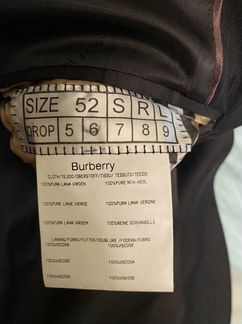 SIZE 52 S R L
DROP 5 6 7 8 9
Burberry
CLOTH/TEJIDO/OBERSTOFF/TISSU/TESSUTO/TECIDO
100%PURA LANA VIRGEN 100%PURE NEW WOOL
100%PURE LAINE VIERGE 100%PURA LANA VERGINE
100%PURA LANA VIRGEM 100%REINE SCHURWOLLE
LINING/FORRO/FUTTER/DOUBLURE/FODERA/FORRO
100%VISCOSE 100%VISCOSA
100%VISCOSE 100%VISCOSA
100%VISCOSE